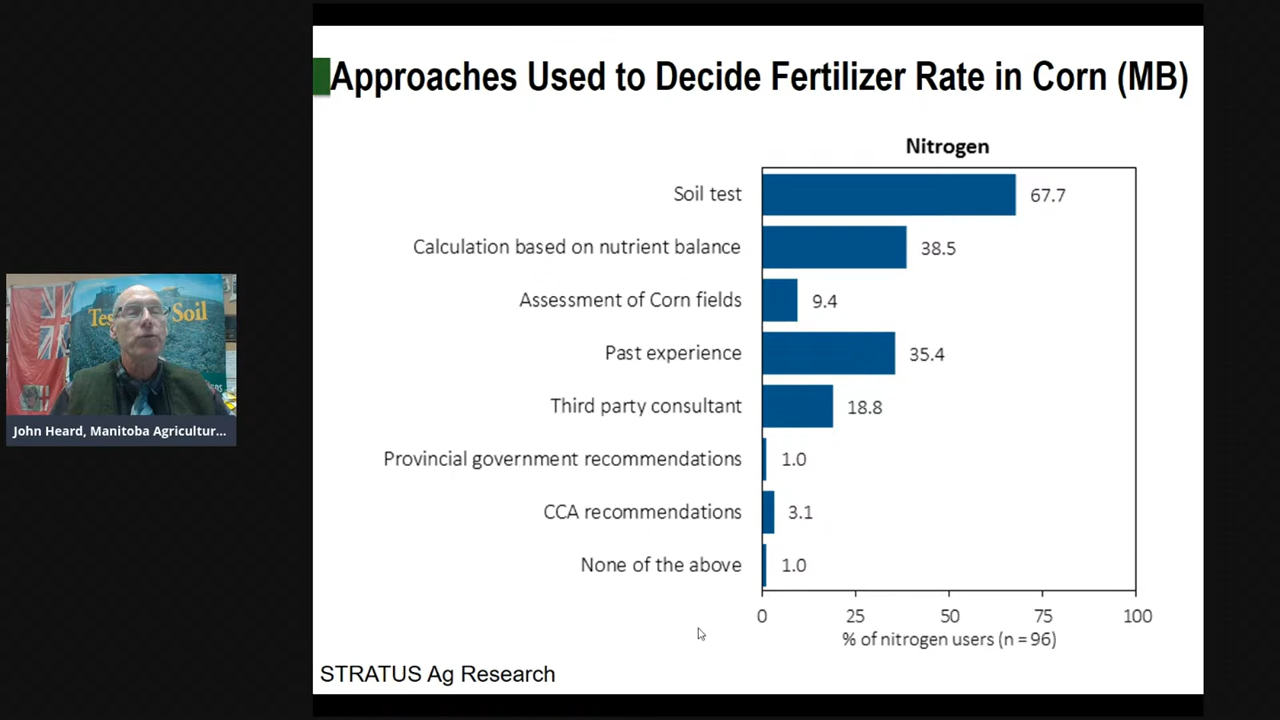 Approaches Used to Decide Fertilizer Rate in Corn (MB)
Nitrogen
Soil test
67.7
Calculation based on nutrient balance
38.5
Assessment of Corn fields
9.4
Past experience
35.4
Third party consultant
18.8
Provincial government recommendations
1.0
CCA recommendations
3.1
None of the above
1.0
0 25 50 75 100
% of nitrogen users (n = 96)
STRATUS Ag Research
Soil
John Heard, Manitoba Agricultur...